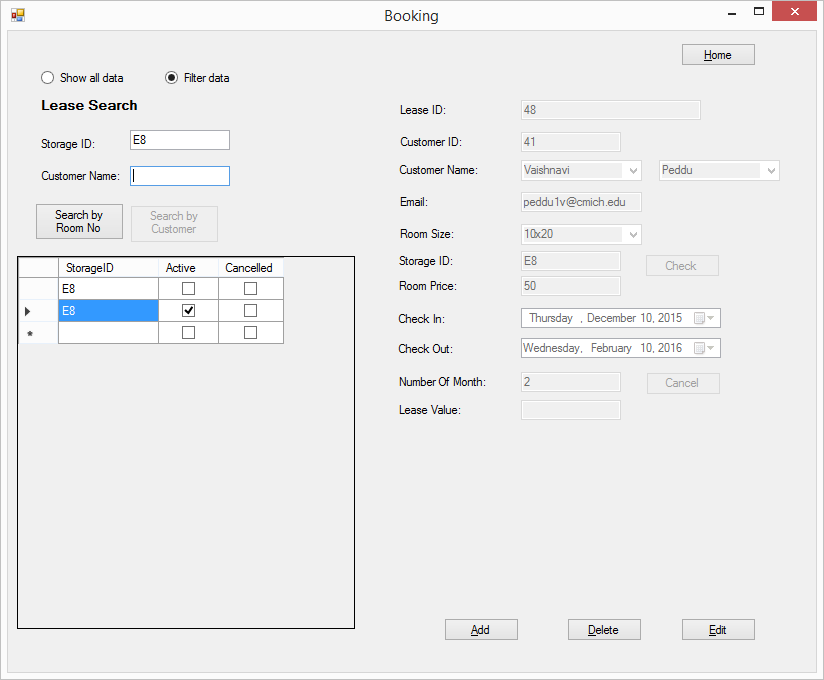 Booking
Home
Show all data
Filter data
Lease Search
Storage ID:
E8
Customer Name:
Search by
Room No
Search by
Customer
StorageID Active Cancelled
E8
E8
*
Lease ID:
48
Customer ID:
41
Customer Name:
Vaishnavi
Peddu
Email:
peddu1v@cmich.edu
Room Size:
10x20
Storage ID:
E8
Check
Room Price:
50
Check In:
Thursday , December 10, 2015
Check Out:
Wednesday, February 10, 2016
Number Of Month:
2
Cancel
Lease Value:
Add
Delete
Edit